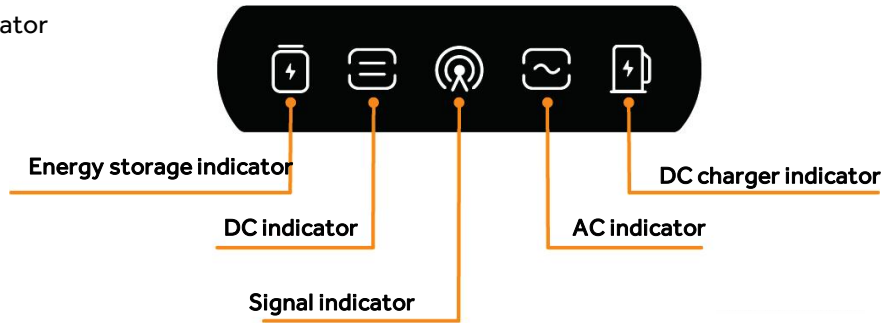 ator
Energy storage indicator
DC charger indicator
DC indicator
AC indicator
Signal indicator